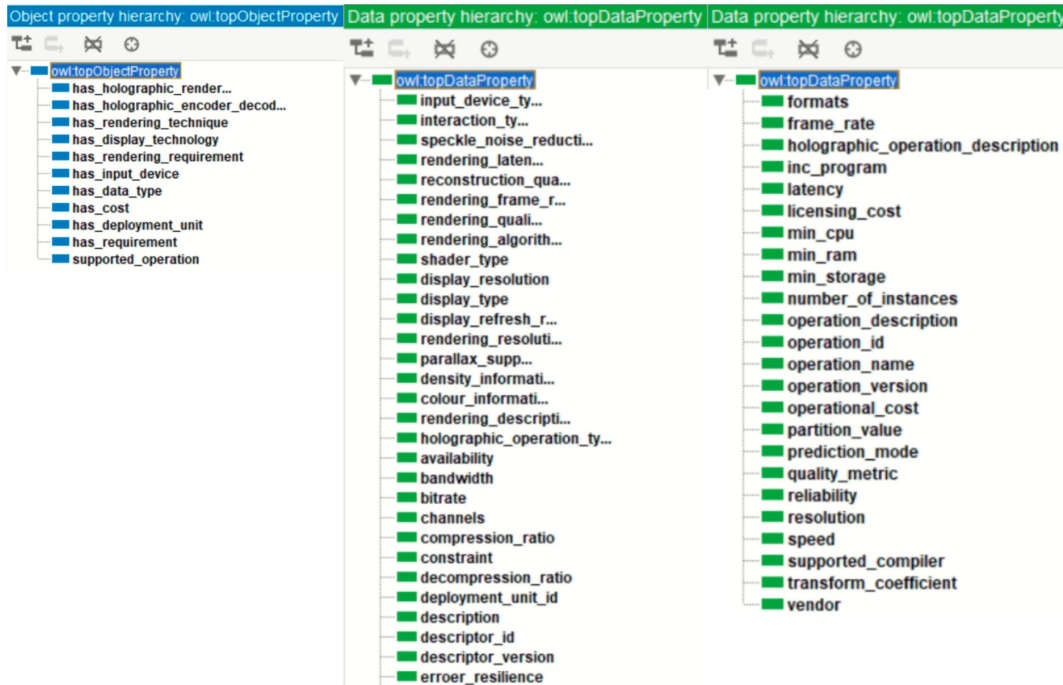 Object property hierarchy: owl:topObjectProperty
owl:topObjectProperty
has_holographic_render...
has_holographic_encoder_decod...
has_rendering_technique
has_display_technology
has_rendering_requirement
has_input_device
has_data_type
has_cost
has_deployment_unit
has_requirement
supported_operation
Data property hierarchy: owl:topDataProperty
owl:topDataProperty
input_device_ty...
interaction_ty...
speckle_noise_reducti...
rendering_laten...
reconstruction_qua...
rendering_frame_r...
rendering_quali...
rendering_algorith...
shader_type
display_resolution
display_type
display_refresh_r...
rendering_resoluti...
parallax_supp...
density_informati...
colour_informati...
rendering_descripti...
holographic_operation_ty...
availability
bandwidth
bitrate
channels
compression_ratio
constraint
decompression_ratio
deployment_unit_id
description
descriptor_id
descriptor_version
erroer_resilience
Data property hierarchy: owl:topDataProperty
owl:topDataProperty
formats
frame_rate
holographic_operation_description
inc_program
latency
licensing_cost
min_cpu
min_ram
min_storage
number_of_instances
operation_description
operation_id
operation_name
operation_version
operational_cost
partition_value
prediction_mode
quality_metric
reliability
resolution
speed
supported_compiler
transform_coefficient
vendor